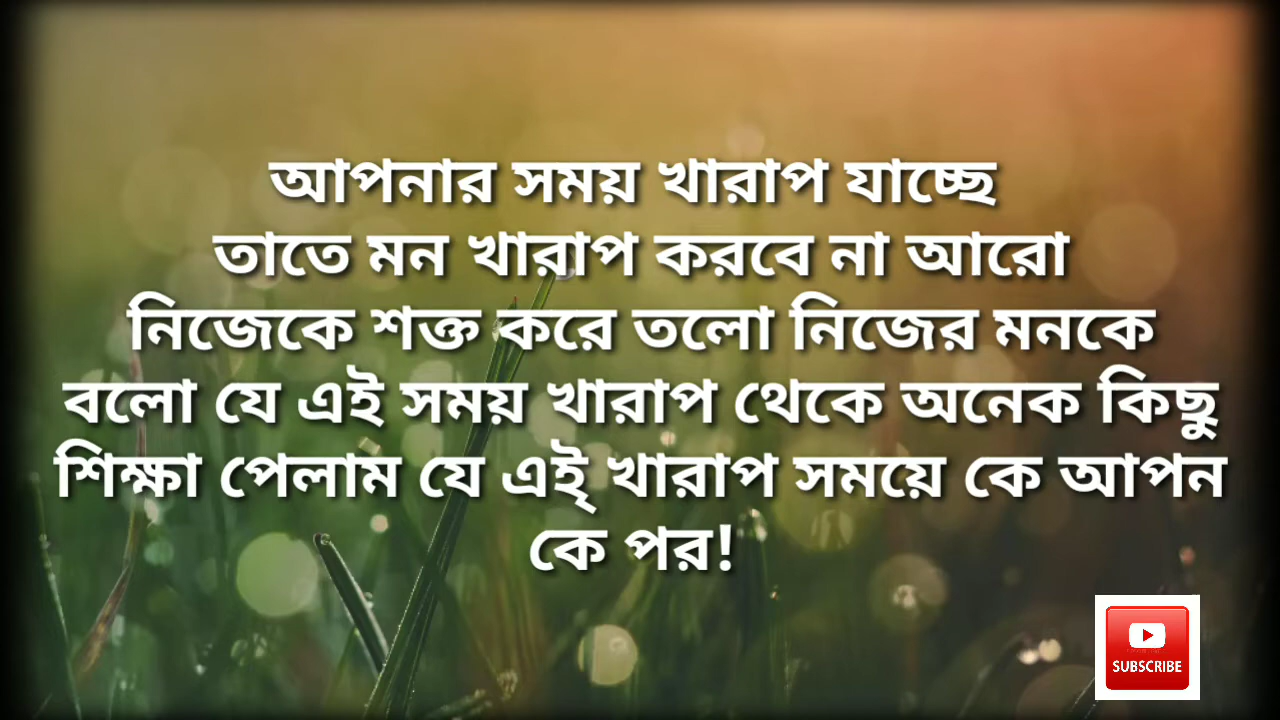 আপনার সময় খারাপ যাচ্ছে
তাতে মন খারাপ করবে না আরো
নিজেকে শক্ত করে তলো নিজের মনকে
বলো যে এই সময় খারাপ থেকে অনেক কিছু
শিক্ষা পেলাম যে এই্ খারাপ সময়ে কে আপন
কে পর!
SUBSCRIBE